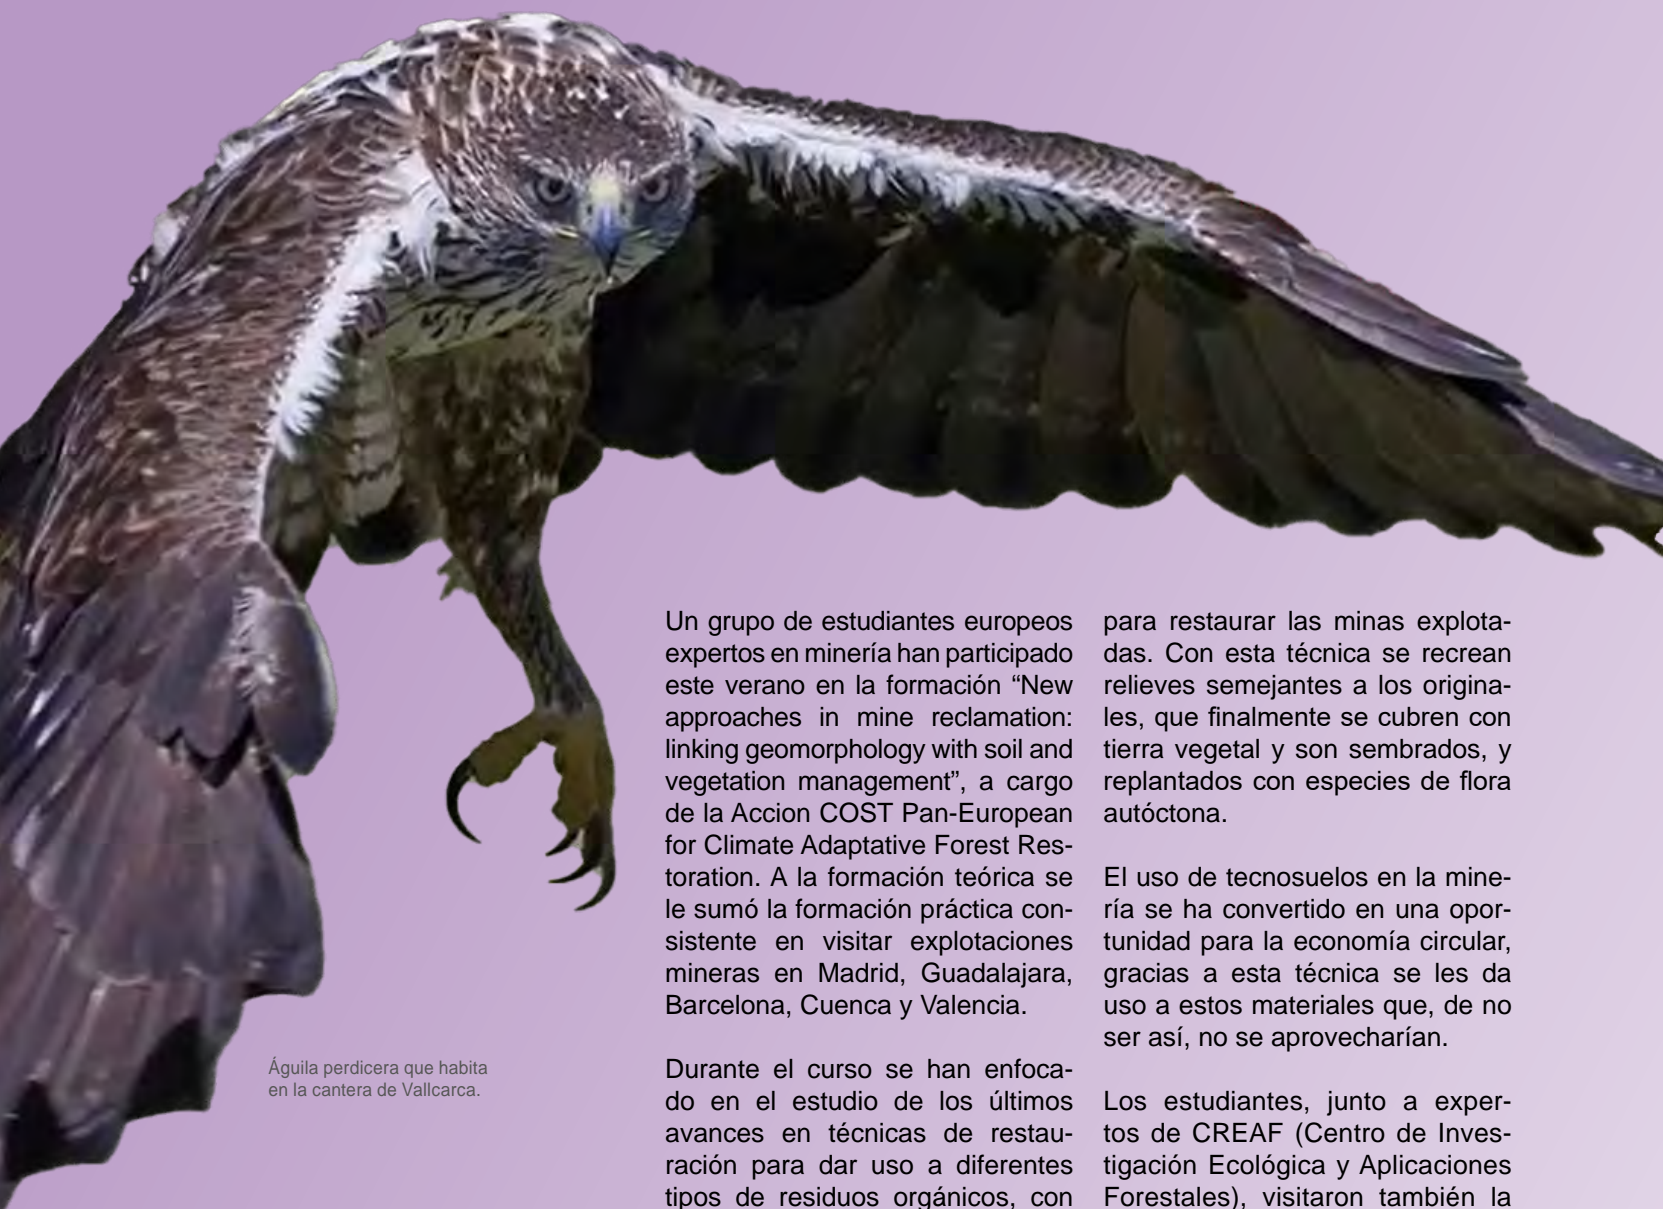 Un grupo de estudiantes europeos
expertos en minería han participado
este verano en la formación “New
approaches in mine reclamation:
linking geomorphology with soil and
vegetation management”, a cargo
de la Accion COST Pan-European
for Climate Adaptative Forest Res-
toration. A la formación teórica se
le sumó la formación práctica con-
sistente en visitar explotaciones
mineras en Madrid, Guadalajara,
Barcelona, Cuenca y Valencia.
Durante el curso se han enfoca-
do en el estudio de los últimos
avances en técnicas de restau-
ración para dar uso a diferentes
tipos de residuos orgánicos, con
para restaurar las minas explota-
das. Con esta técnica se recrean
relieves semejantes a los origina-
les, que finalmente se cubren con
tierra vegetal y son sembrados, y
replantados con especies de flora
autóctona.
El uso de tecnosuelos en la mine-
ría se ha convertido en una opor-
tunidad para la economía circular,
gracias a esta técnica se les da
uso a estos materiales que, de no
ser así, no se aprovecharían.
Los estudiantes, junto a exper-
tos de CREAF (Centro de Inves-
tigación Ecológica y Aplicaciones
Forestales), visitaron también la
Águila perdicera que habita
en la cantera de Vallcarca.